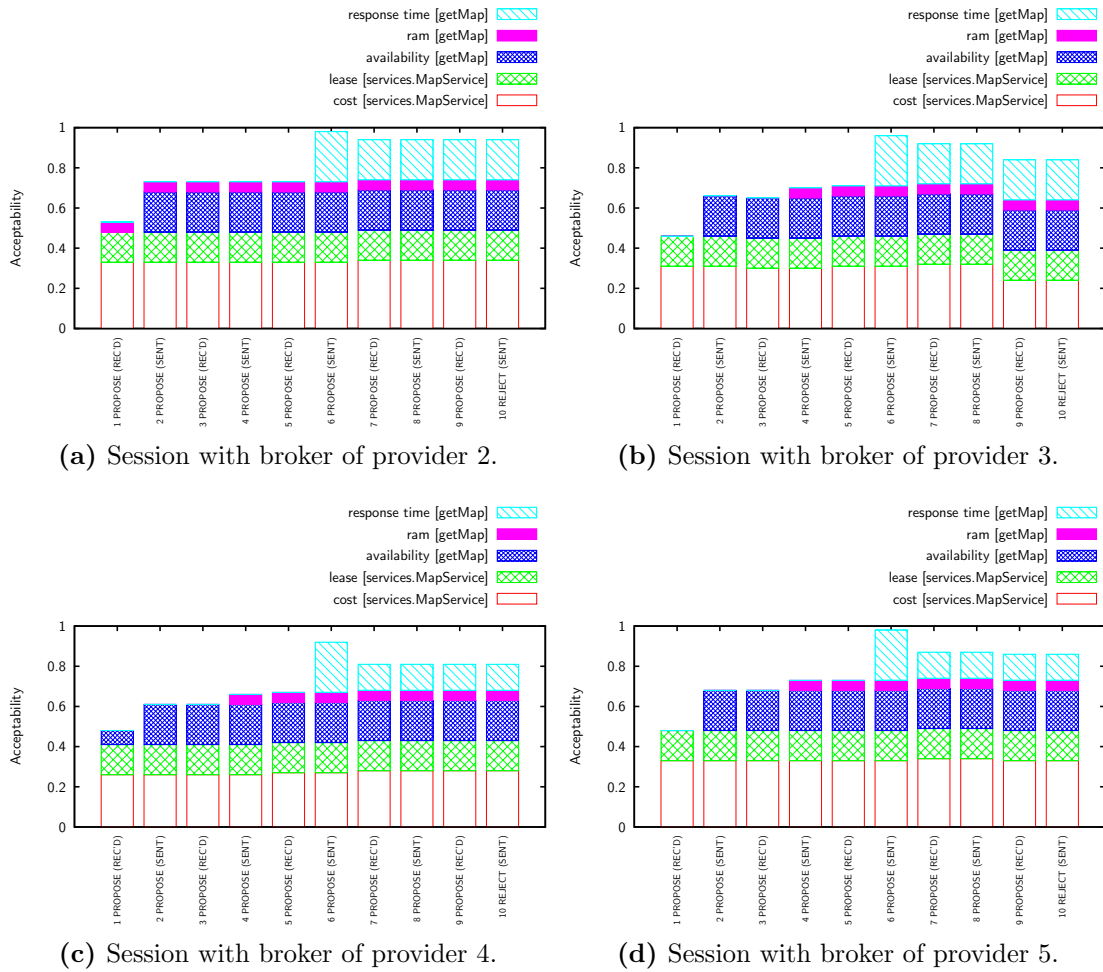 response time [getMap]
ram [getMap]
availability [getMap]
lease [services.MapService]
cost [services.MapService]
Acceptability
1
0.8
0.6
0.4
0.2
0
1 PROPOSE (REC'D)
2 PROPOSE (SENT)
3 PROPOSE (REC'D)
4 PROPOSE (SENT)
5 PROPOSE (REC'D)
6 PROPOSE (SENT)
7 PROPOSE (REC'D)
8 PROPOSE (SENT)
9 PROPOSE (REC'D)
10 REJECT (SENT)
(a) Session with broker of provider 2.
response time [getMap]
ram [getMap]
availability [getMap]
lease [services.MapService]
cost [services.MapService]
Acceptability
1
0.8
0.6
0.4
0.2
0
1 PROPOSE (REC'D)
2 PROPOSE (SENT)
3 PROPOSE (REC'D)
4 PROPOSE (SENT)
5 PROPOSE (REC'D)
6 PROPOSE (SENT)
7 PROPOSE (REC'D)
8 PROPOSE (SENT)
9 PROPOSE (REC'D)
10 REJECT (SENT)
(b) Session with broker of provider 3.
response time [getMap]
ram [getMap]
availability [getMap]
lease [services.MapService]
cost [services.MapService]
Acceptability
1
0.8
0.6
0.4
0.2
0
1 PROPOSE (REC'D)
2 PROPOSE (SENT)
3 PROPOSE (REC'D)
4 PROPOSE (SENT)
5 PROPOSE (REC'D)
6 PROPOSE (SENT)
7 PROPOSE (REC'D)
8 PROPOSE (SENT)
9 PROPOSE (REC'D)
10 REJECT (SENT)
(c) Session with broker of provider 4.
response time [getMap]
ram [getMap]
availability [getMap]
lease [services.MapService]
cost [services.MapService]
Acceptability
1
0.8
0.6
0.4
0.2
0
1 PROPOSE (REC'D)
2 PROPOSE (SENT)
3 PROPOSE (REC'D)
4 PROPOSE (SENT)
5 PROPOSE (REC'D)
6 PROPOSE (SENT)
7 PROPOSE (REC'D)
8 PROPOSE (SENT)
9 PROPOSE (REC'D)
10 REJECT (SENT)
(d) Session with broker of provider 5.